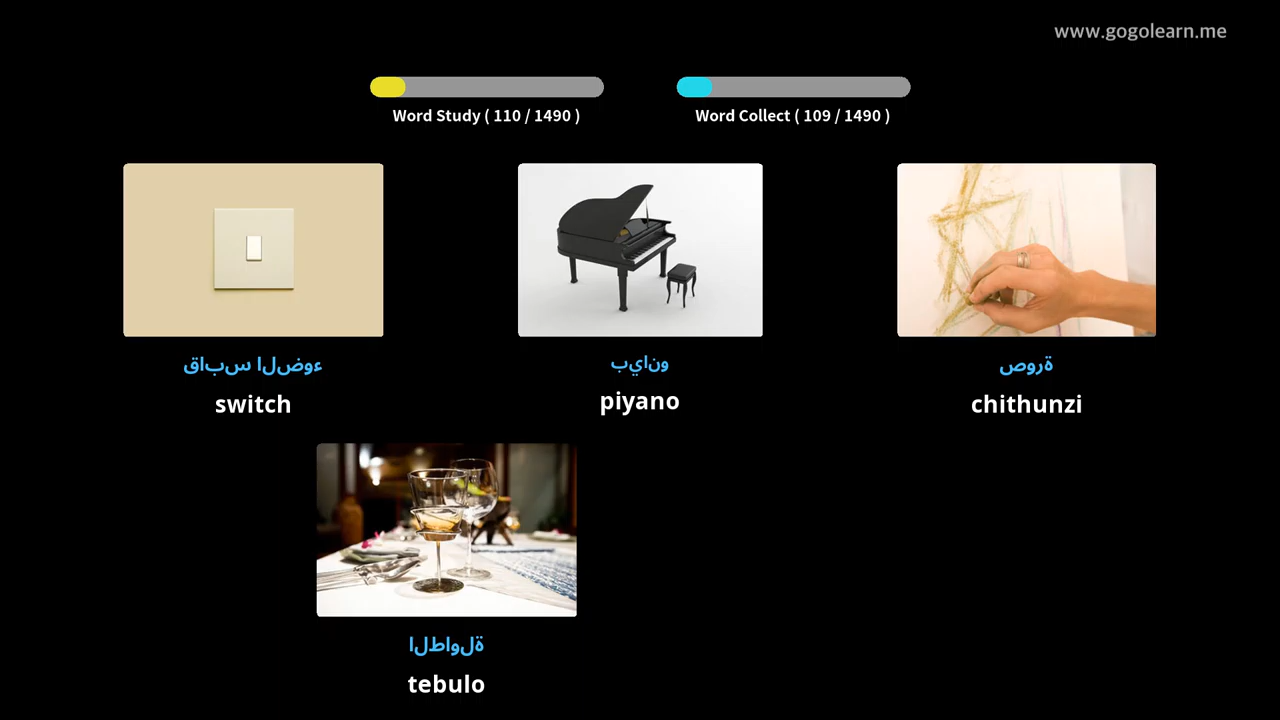 www.gogolearn.me
Word Study ( 110 / 1490 )
Word Collect ( 109 / 1490 )
قابس الضوء
بيانو
صورة
switch
piyano
chithunzi
الطاولة
tebulo